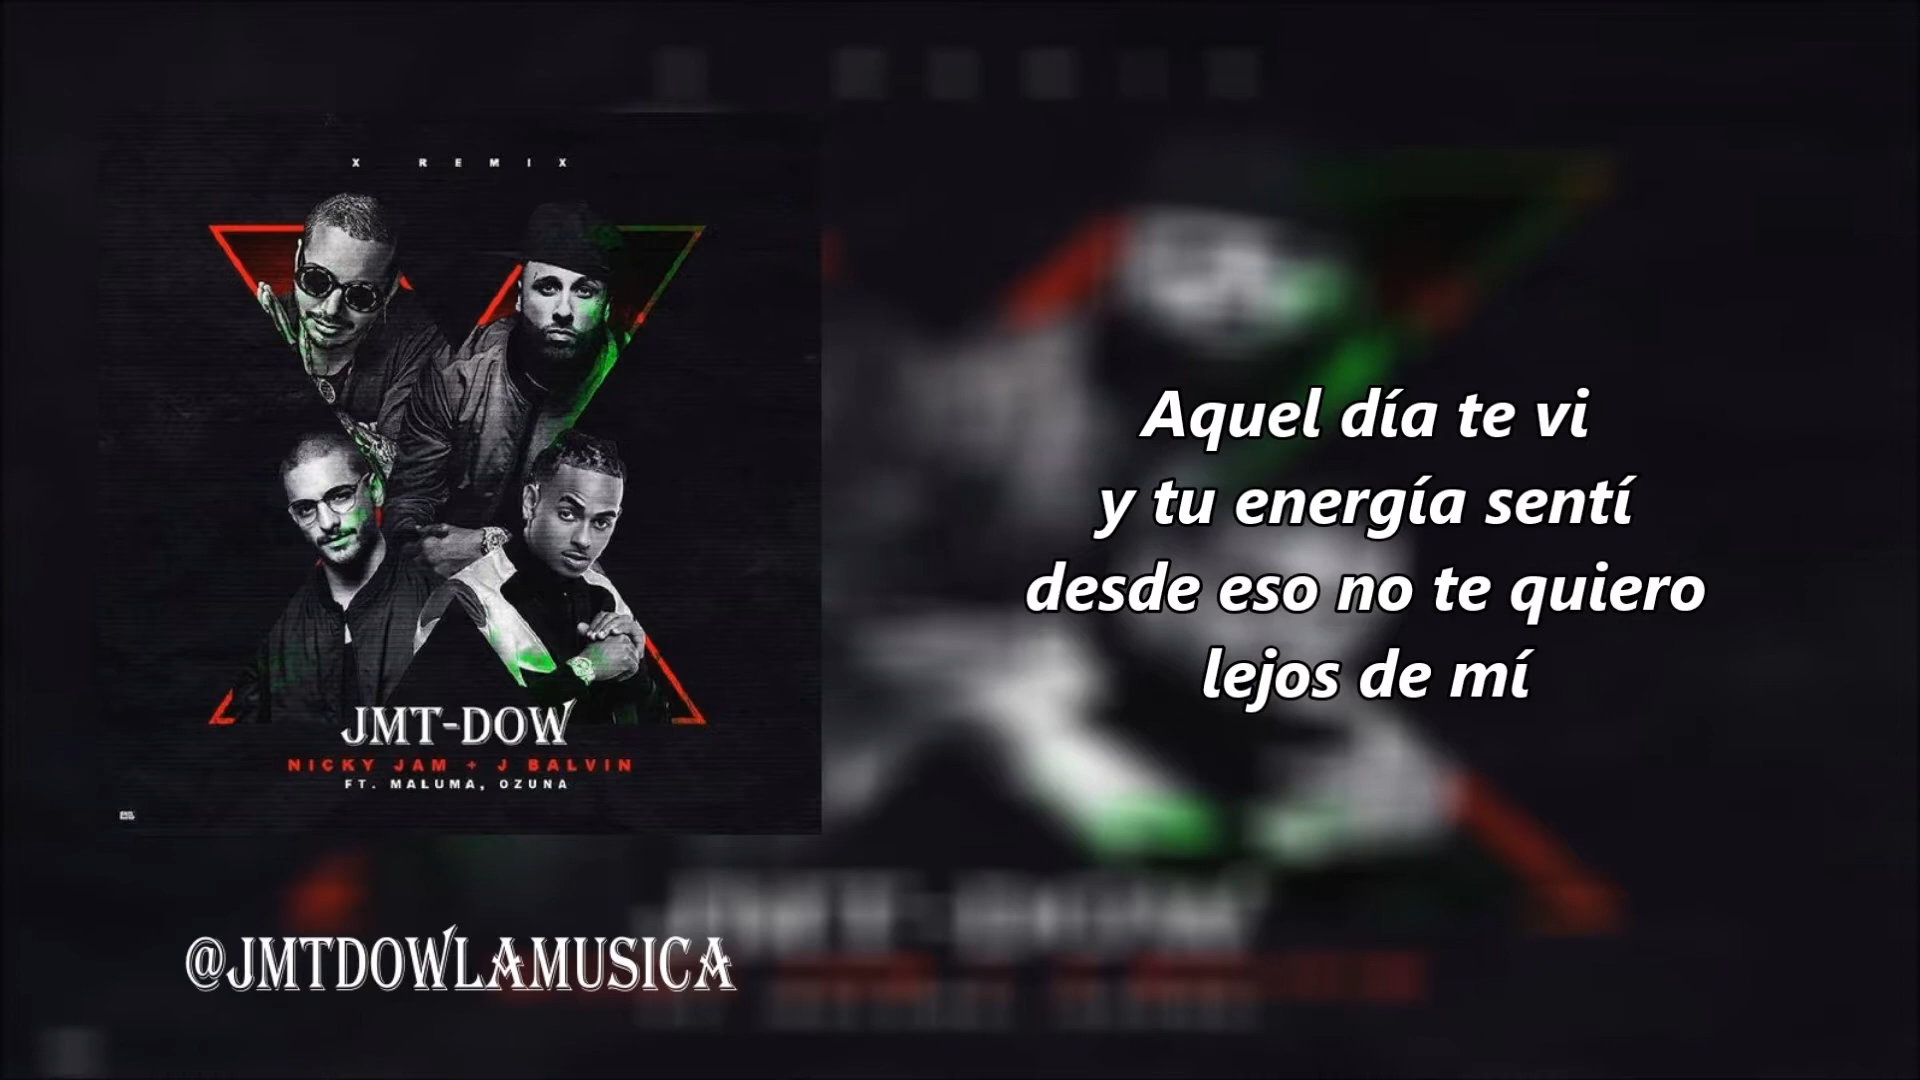 X REMIX
JMT-DOW
NICKY JAM + J BALVIN
FT. MALUMA, OZUNA
@JMTDOWLAMUSICA
Aquel día te vi
y tu energía sentí
desde eso no te quiero
lejos de mí